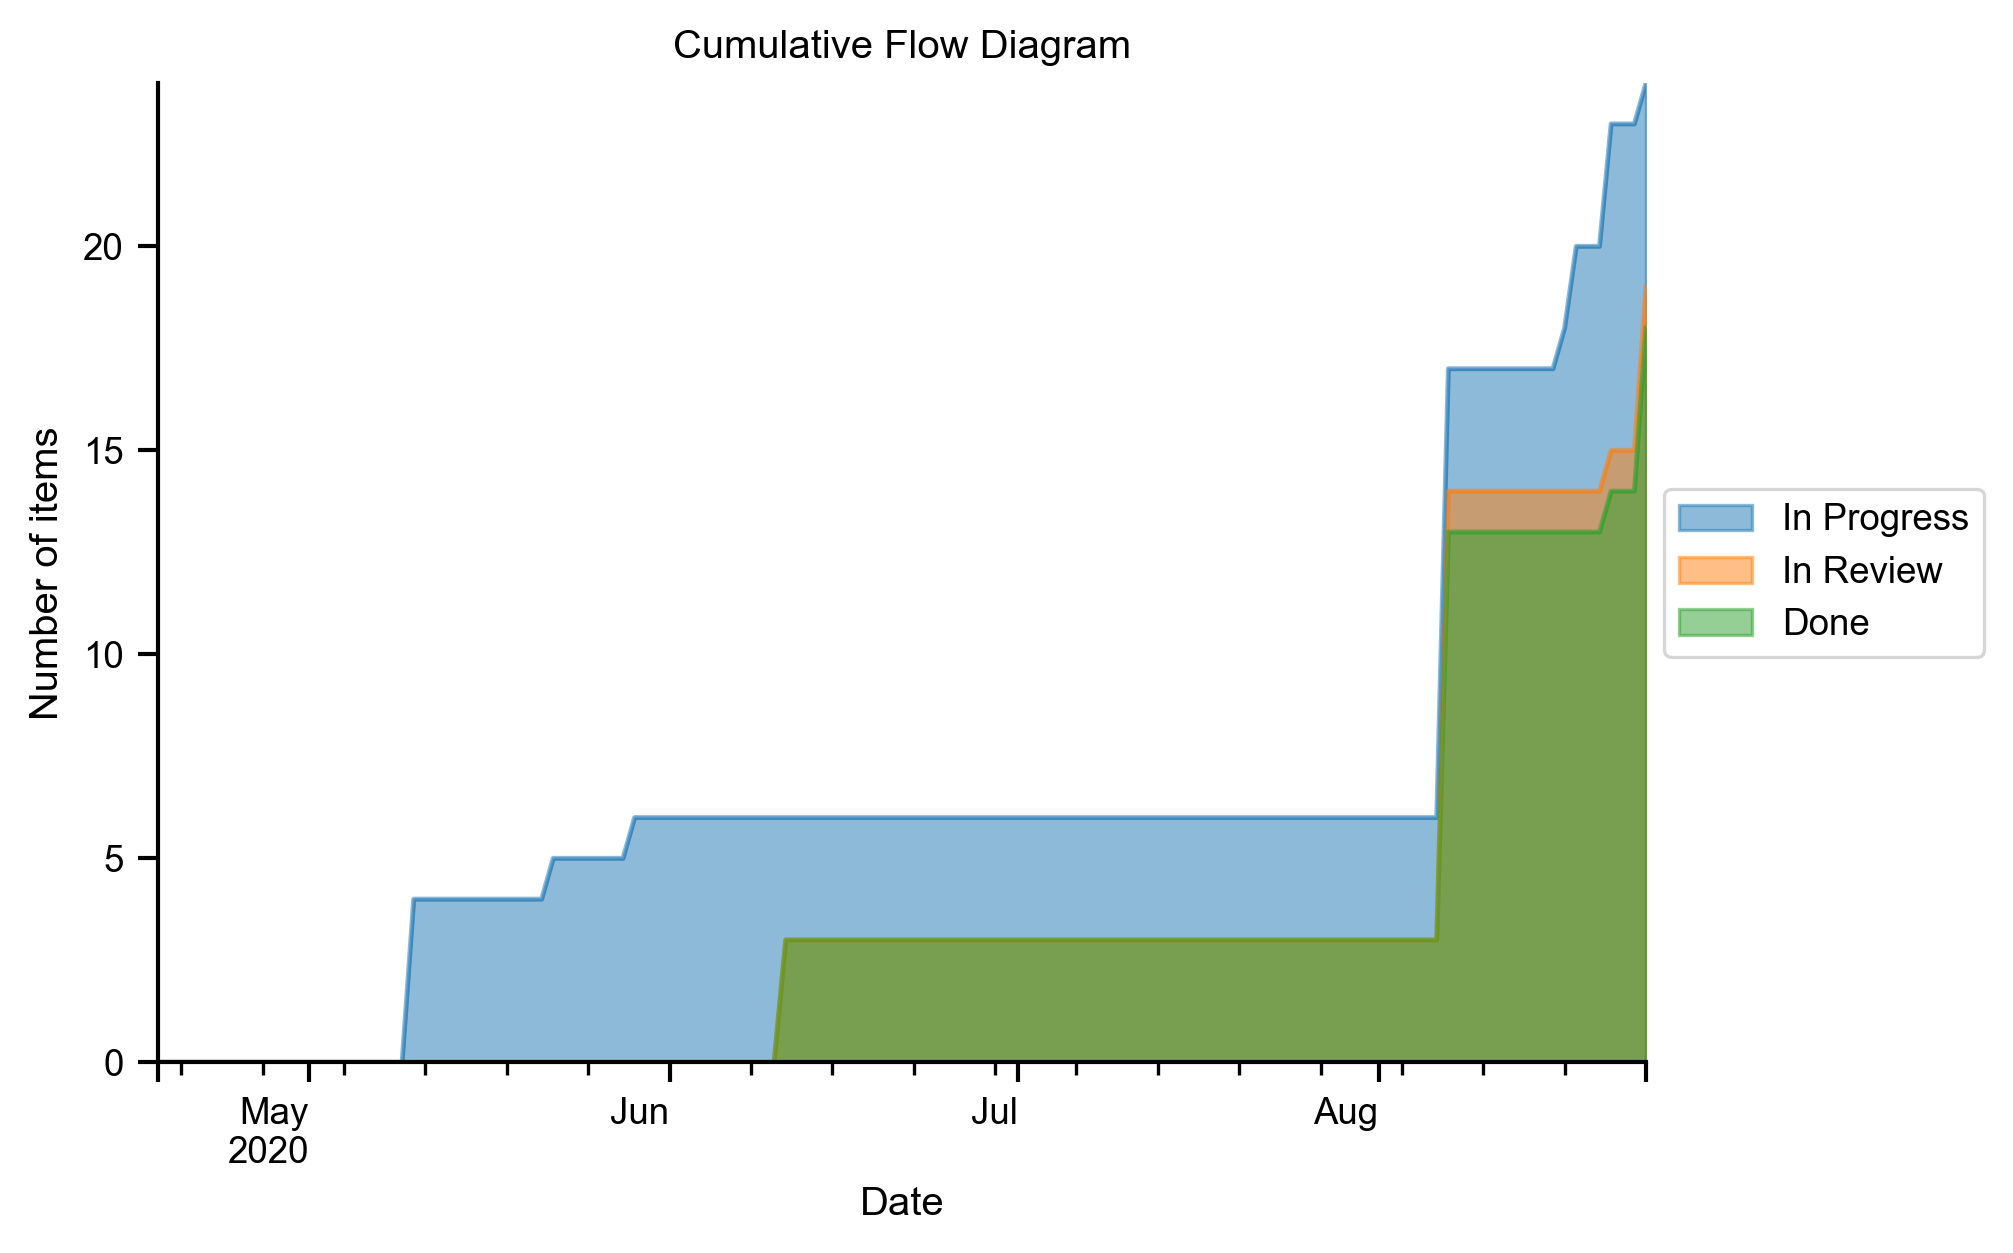 Cumulative Flow Diagram
Number of items
20
15
10
5
0
May
2020
Jun
Jul
Aug
Date
In Progress
In Review
Done